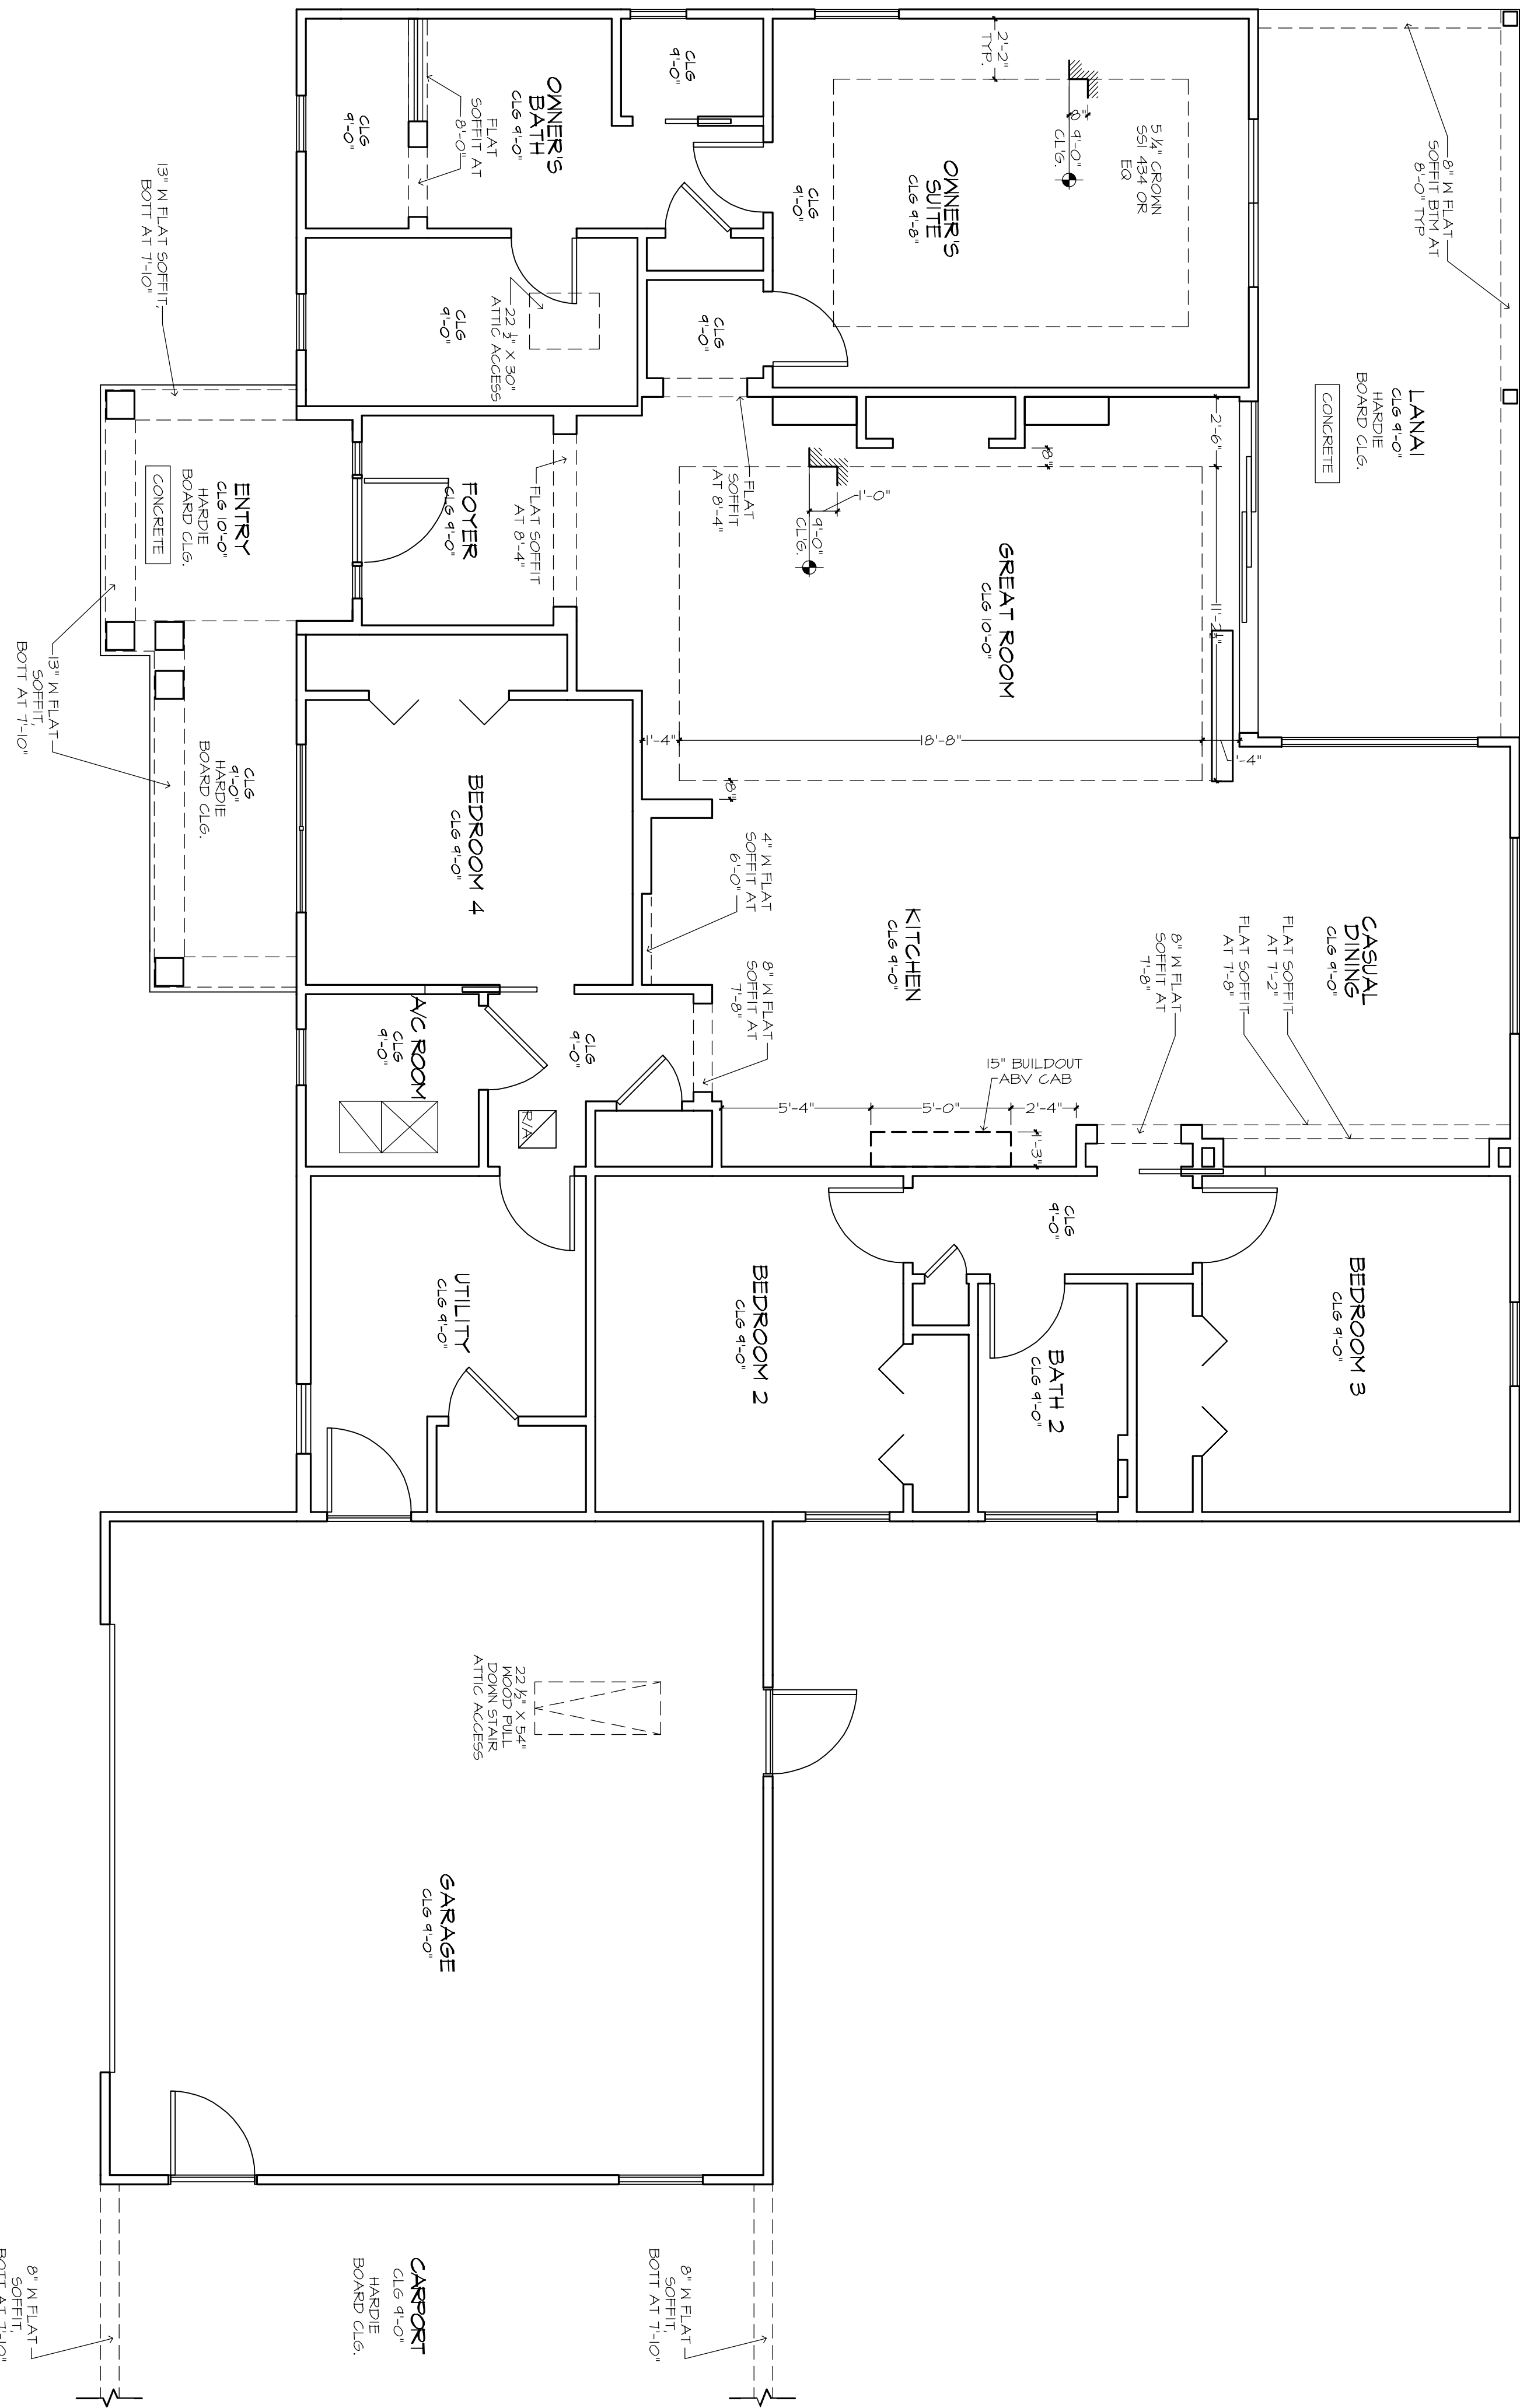 8" W FLAT
SOFFIT BTM AT
8'-0" TYP
LANAI
CLG 9'-0"
HARDIE
BOARD CLG.
CONCRETE
CASUAL
DINING
CLG 9'-0"
FLAT SOFFIT
AT 7'-2"
FLAT SOFFIT
AT 7'-8"
8" W FLAT
SOFFIT AT
7'-8"
BEDROOM 3
CLG 9'-0"
2'-2"
TYP.
5 1/4" CROWN
SSI 434 OR
EQ
8"
9'-0"
CL'G.
OWNER'S
SUITE
CLG 9'-8"
CLG
9'-0"
2'-6"
11'-2"
8"
GREAT ROOM
CLG 10'-0"
1'-0"
9'-0"
CL'G.
1'-4"
18'-8"
1'-4"
8"
FLAT
SOFFIT
AT 8'-4"
KITCHEN
CLG 9'-0"
15" BUILDOUT
ABV CAB
5'-4"
5'-0"
2'-4"
1'-3"
4" W FLAT
SOFFIT AT
6'-0"
8" W FLAT
SOFFIT AT
7'-8"
CLG
9'-0"
BATH 2
CLG 9'-0"
BEDROOM 2
CLG 9'-0"
CLG
9'-0"
OWNER'S
BATH
CLG 9'-0"
FLAT
SOFFIT AT
8'-0"
CLG
9'-0"
CLG
9'-0"
22 1/2" X 30"
ATTIC ACCESS
CLG
9'-0"
FLAT SOFFIT
AT 8'-4"
FOYER
CLG 9'-0"
BEDROOM 4
CLG 9'-0"
CLG
9'-0"
R/A
A/C ROOM
CLG
9'-0"
UTILITY
CLG 9'-0"
22 1/2" X 54"
WOOD PULL
DOWN STAIR
ATTIC ACCESS
GARAGE
CLG 9'-0"
13" W FLAT SOFFIT,
BOTT AT 7'-10"
ENTRY
CLG 10'-0"
HARDIE
BOARD CLG.
CONCRETE
CLG
9'-0"
HARDIE
BOARD CLG.
13" W FLAT
SOFFIT,
BOTT AT 7'-10"
8" W FLAT
SOFFIT,
BOTT AT 7'-10"
CARPORT
CLG 9'-0"
HARDIE
BOARD CLG.
8" W FLAT
SOFFIT,
BOTT AT 7'-10"